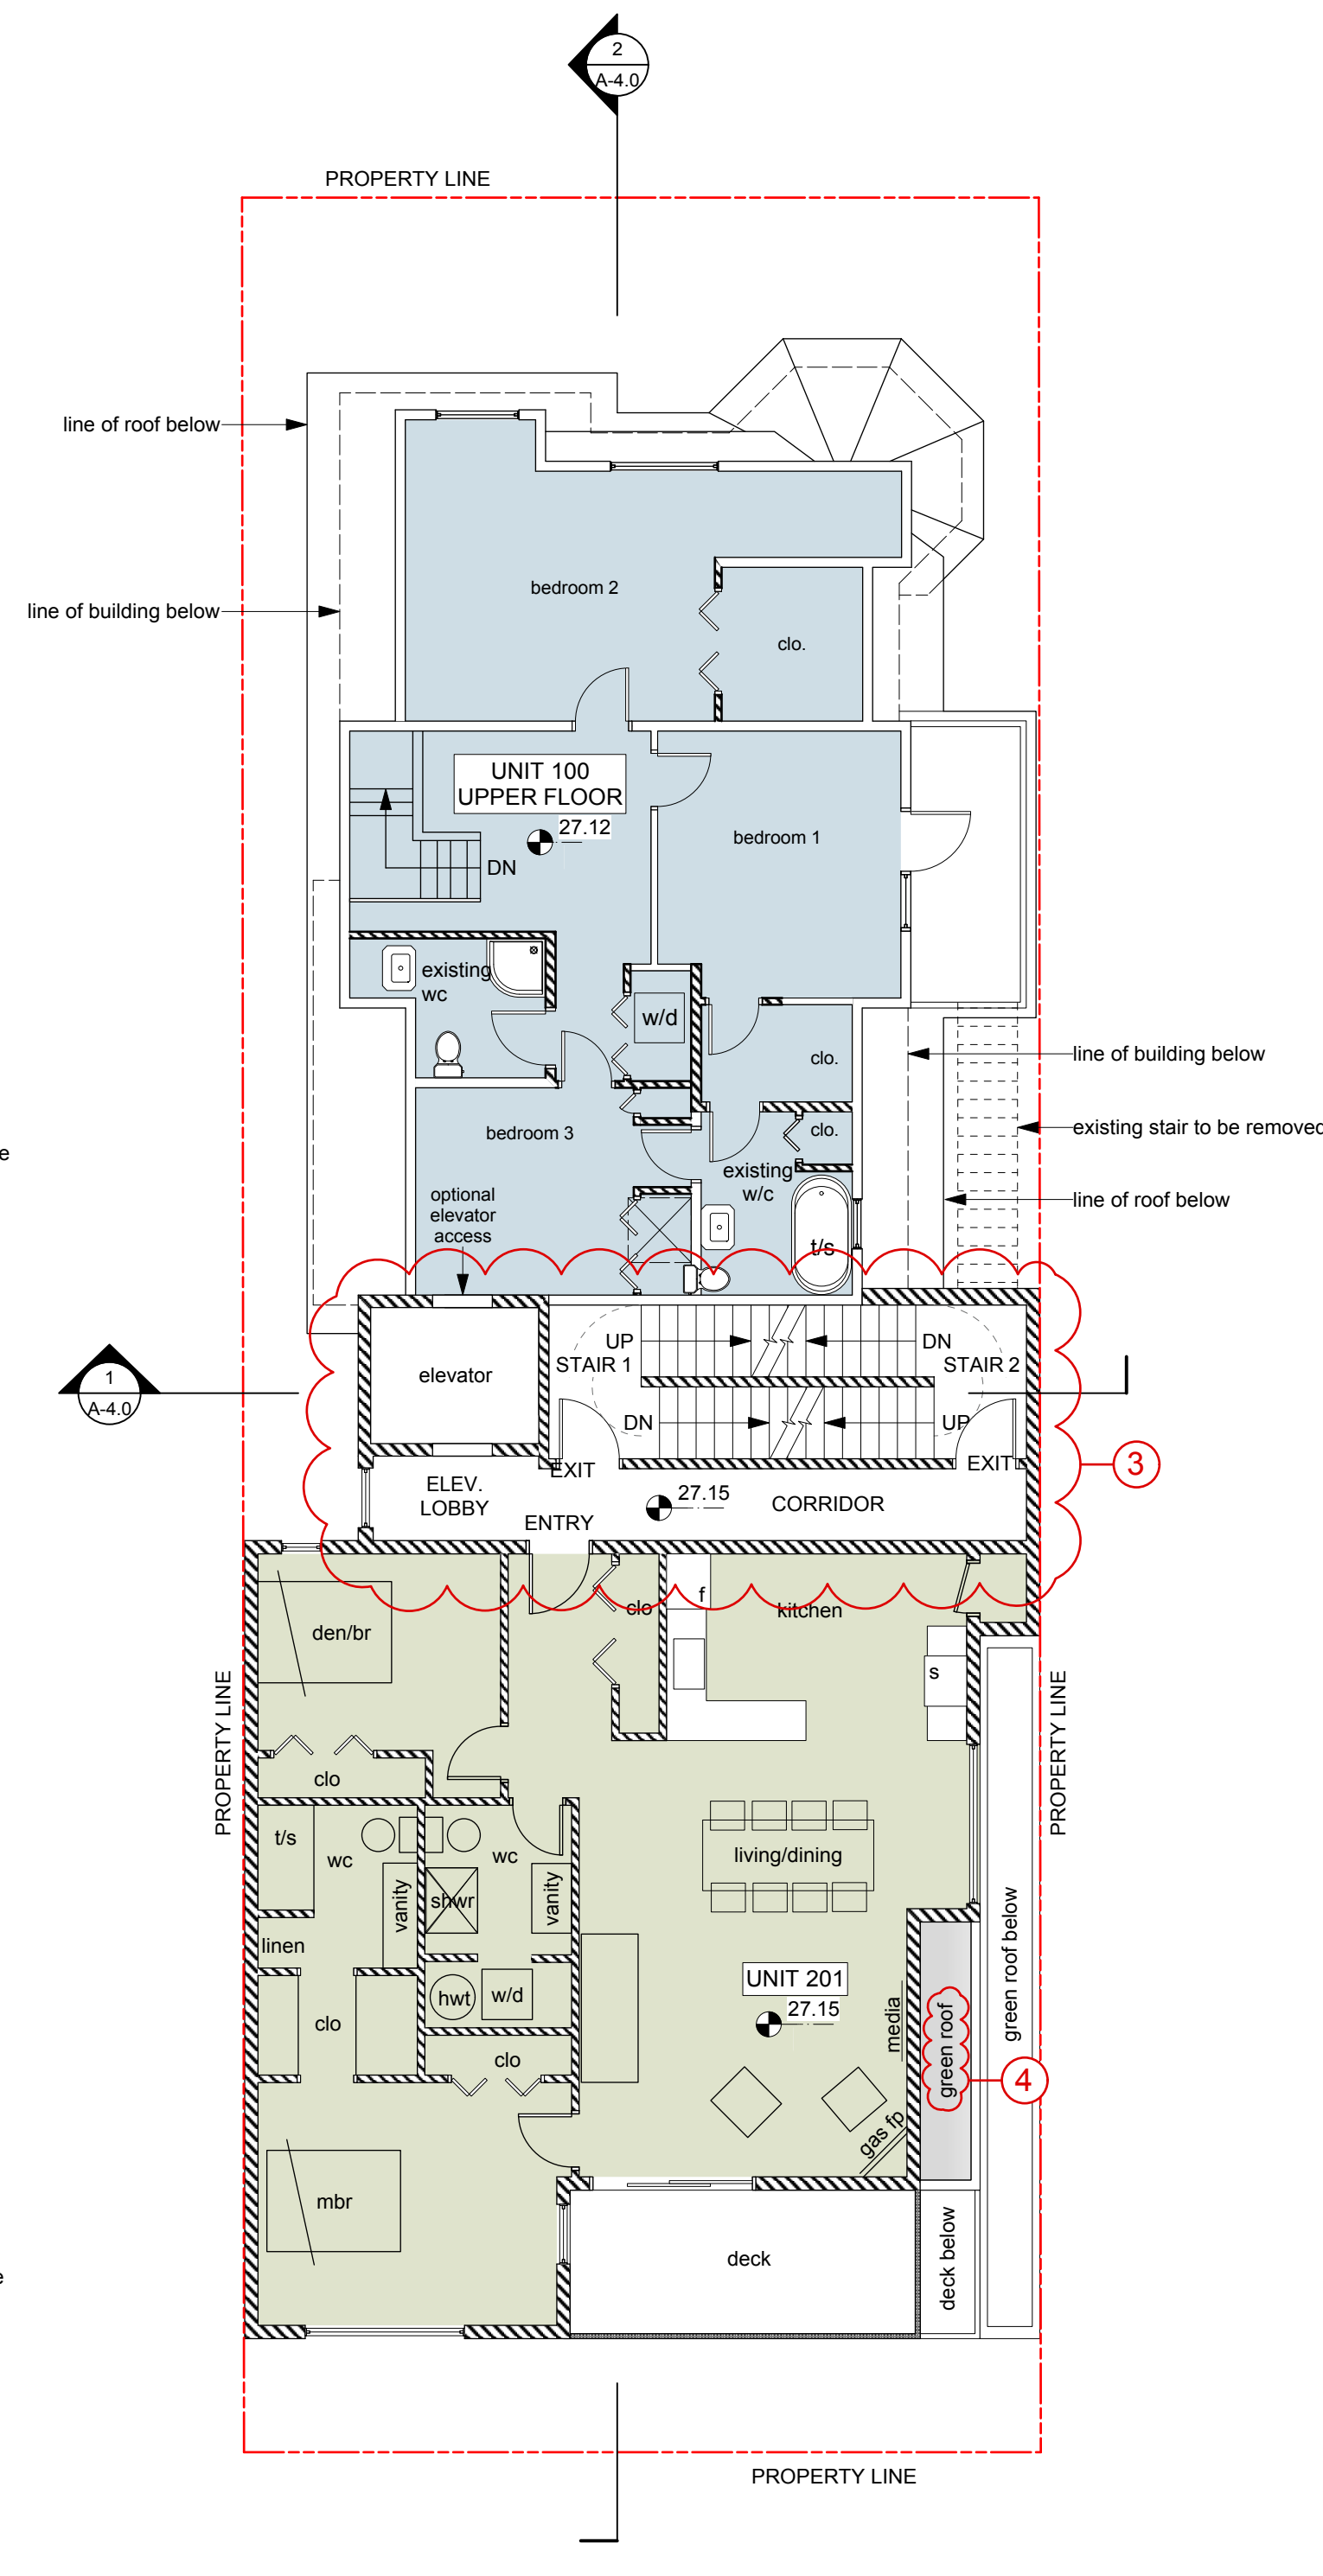 2
A-4.0
PROPERTY LINE
line of roof below
bedroom 2
line of building below
clo.
UNIT 100
UPPER FLOOR
27.12
bedroom 1
DN
existing
wc
w/d
clo.
line of building below
bedroom 3
clo.
existing stair to be removed
e
existing
w/c
optional
elevator
access
line of roof below
t/s
UP
DN
STAIR 1
STAIR 2
elevator
1
A-4.0
DN
UP
EXIT
EXIT
3
ELEV.
LOBBY
27.15
CORRIDOR
ENTRY
f
clo
kitchen
den/br
s
PROPERTY LINE
PROPERTY LINE
clo
t/s
wc
wc
living/dining
vanity
shwr
vanity
linen
green roof below
UNIT 201
hwt
w/d
27.15
clo
media
green roof
4
clo
gas fp
mbr
deck
deck below
e
PROPERTY LINE